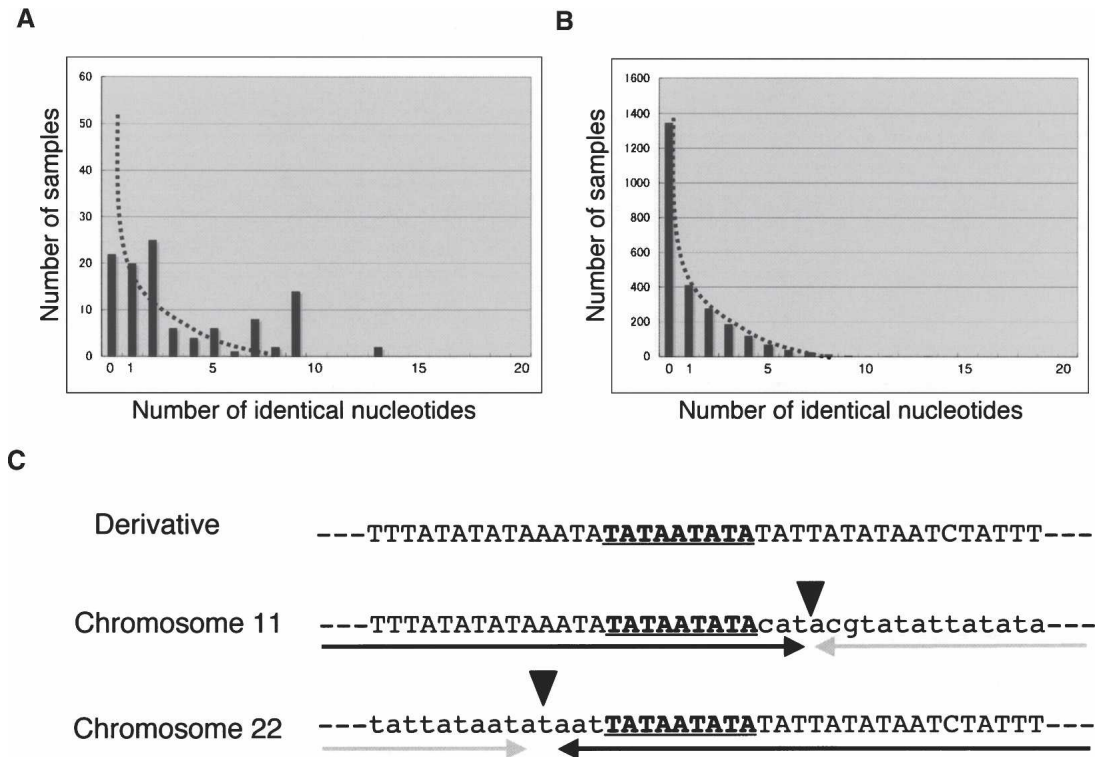 A
B
Number of samples
60
50
40
30
20
10
0
0 1 5 10 15 20
Number of identical nucleotides
Number of samples
1600
1400
1200
1000
800
600
400
200
0
0 1 5 10 15 20
Number of identical nucleotides
C
Derivative ---TTTATATATAAATATATAATATATATTATATAATCTATTT---
Chromosome 11 ---TTTATATATAAATATATAATATAcatacgtatattatata---
Chromosome 22 ---tattataatataatTATAATATATATTATATAATCTATTT---